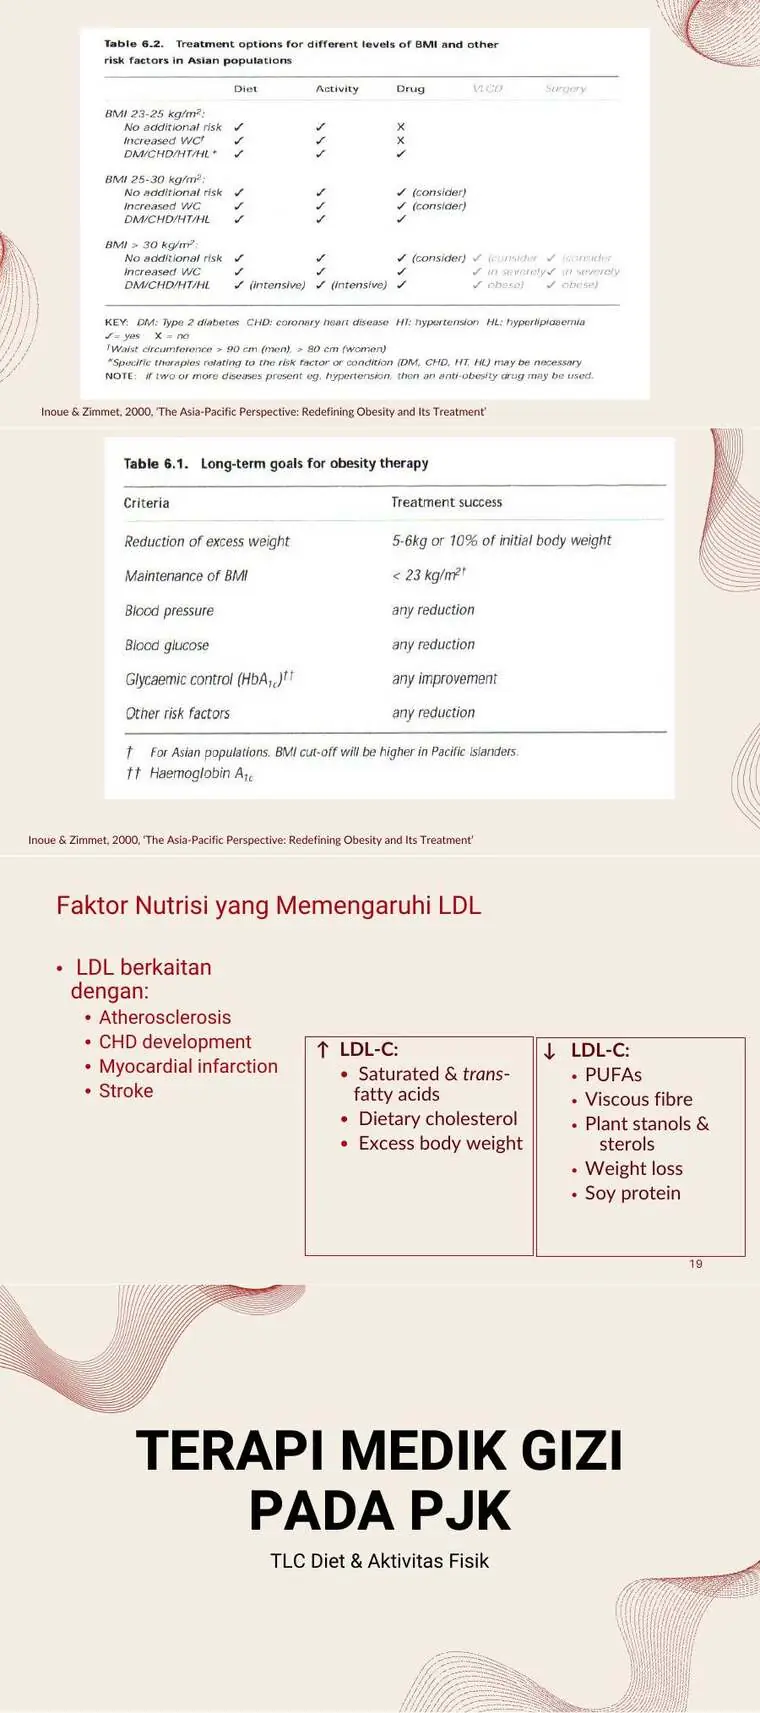 Table 6.2. Treatment options for different levels of BMI and other
risk factors in Asian populations
Diet Activity Drug VLCD Surgery
BMI 23-25 kg/m²:
No additional risk ✓ ✓ X
Increased WC† ✓ ✓ X
DM/CHD/HT/HL* ✓ ✓ ✓
BMI 25-30 kg/m²:
No additional risk ✓ ✓ ✓ (consider)
Increased WC ✓ ✓ ✓ (consider)
DM/CHD/HT/HL ✓ ✓ ✓
BMI > 30 kg/m²:
No additional risk ✓ ✓ ✓ (consider) ✓ (consider ✓ (consider
Increased WC ✓ ✓ ✓ ✓ in severely ✓ in severely
DM/CHD/HT/HL ✓ (intensive) ✓ (intensive) ✓ ✓ obese) ✓ obese)
KEY: DM: Type 2 diabetes CHD: coronary heart disease HT: hypertension HL: hyperlipidaemia
✓ = yes X = no
†Waist circumference > 90 cm (men), > 80 cm (women)
*Specific therapies relating to the risk factor or condition (DM, CHD, HT, HL) may be necessary
NOTE: if two or more diseases present eg, hypertension, then an anti-obesity drug may be used.
Inoue & Zimmet, 2000, 'The Asia-Pacific Perspective: Redefining Obesity and Its Treatment'
Table 6.1. Long-term goals for obesity therapy
Criteria Treatment success
Reduction of excess weight 5-6kg or 10% of initial body weight
Maintenance of BMI < 23 kg/m²†
Blood pressure any reduction
Blood glucose any reduction
Glycaemic control (HbA1c)†† any improvement
Other risk factors any reduction
† For Asian populations. BMI cut-off will be higher in Pacific Islanders.
†† Haemoglobin A1c
Inoue & Zimmet, 2000, 'The Asia-Pacific Perspective: Redefining Obesity and Its Treatment'
Faktor Nutrisi yang Memengaruhi LDL
• LDL berkaitan
dengan:
• Atherosclerosis
• CHD development
• Myocardial infarction
• Stroke
↑ LDL-C:
• Saturated & trans-
fatty acids
• Dietary cholesterol
• Excess body weight
↓ LDL-C:
• PUFAs
• Viscous fibre
• Plant stanols &
sterols
• Weight loss
• Soy protein
19
TERAPI MEDIK GIZI
PADA PJK
TLC Diet & Aktivitas Fisik